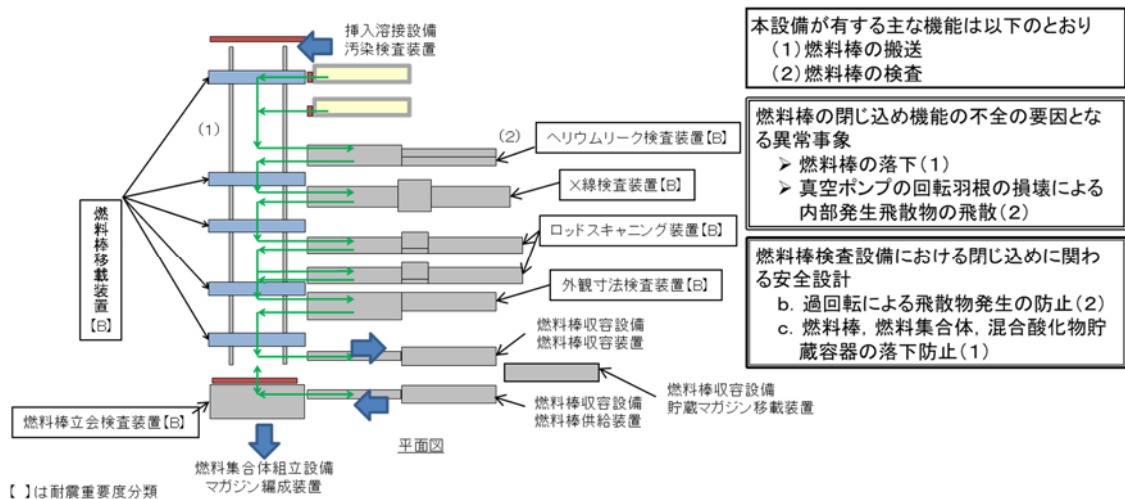 挿入溶接設備
汚染検査装置
(1)
(2)
ヘリウムリーク検査装置【B】
X線検査装置【B】
ロッドスキャニング装置【B】
外観寸法検査装置【B】
燃料棒移載装置【B】
燃料棒収容設備
燃料棒収容装置
燃料棒収容設備
貯蔵マガジン移載装置
燃料棒収容設備
燃料棒供給装置
燃料棒立会検査装置【B】
平面図
燃料集合体組立設備
マガジン編成装置
【 】は耐震重要度分類
本設備が有する主な機能は以下のとおり
(1)燃料棒の搬送
(2)燃料棒の検査
燃料棒の閉じ込め機能の不全の要因とな
る異常事象
➢ 燃料棒の落下(1)
➢ 真空ポンプの回転羽根の損壊による
内部発生飛散物の飛散(2)
燃料棒検査設備における閉じ込めに関わ
る安全設計
b. 過回転による飛散物発生の防止(2)
c. 燃料棒，燃料集合体，混合酸化物貯
蔵容器の落下防止(1)